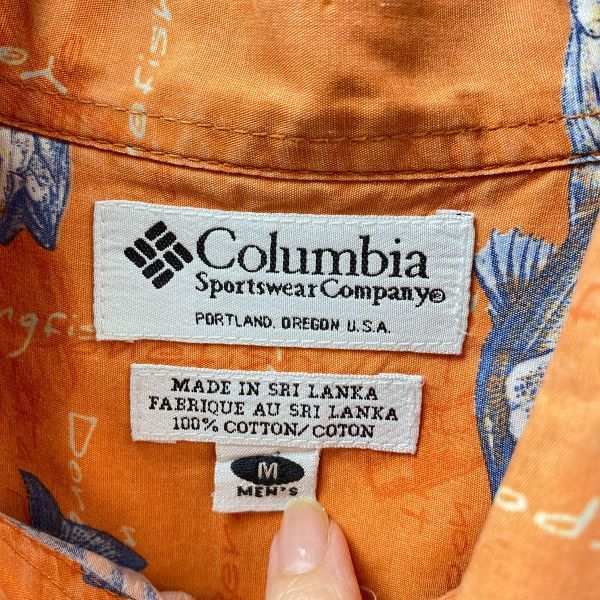 Columbia
Sportswear Company®
PORTLAND, OREGON U.S.A.
MADE IN SRI LANKA
FABRIQUE AU SRI LANKA
100% COTTON/COTON
M
MEN'S